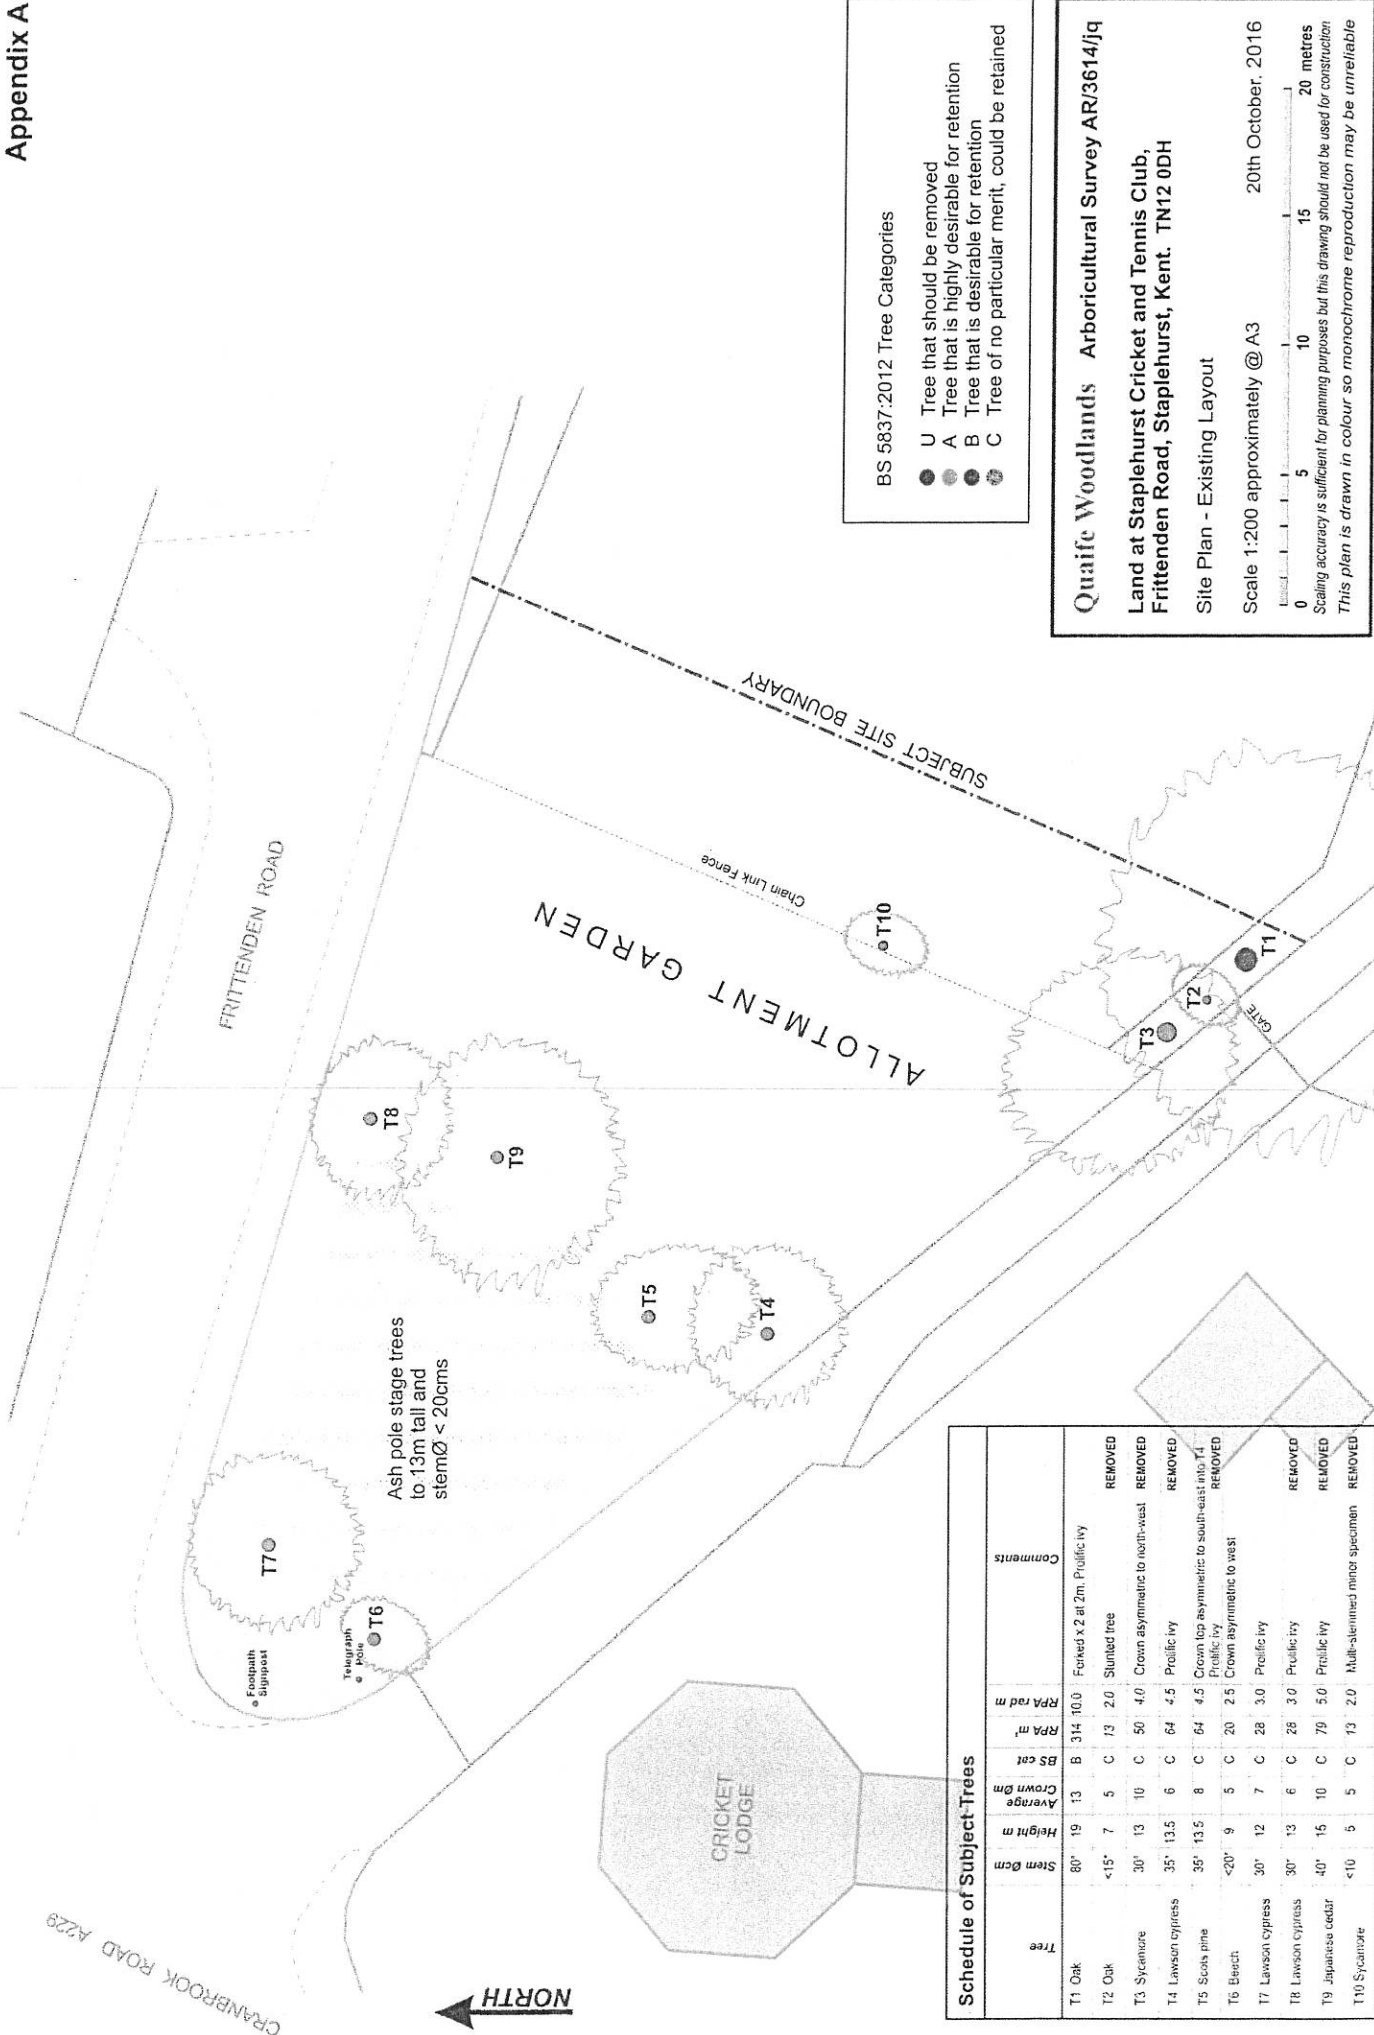 Appendix A
CRANBROOK ROAD A229
FRITTENDEN ROAD
Footpath
Signpost
Telegraph
Pole
T7
T6
Ash pole stage trees
to 13m tall and
stemØ < 20cms
T8
T9
T5
T4
ALLOTMENT GARDEN
Chain Link Fence
SUBJECT SITE BOUNDARY
T10
T3
T2
T1
GATE
CRICKET
LODGE
NORTH
BS 5837:2012 Tree Categories
U Tree that should be removed
A Tree that is highly desirable for retention
B Tree that is desirable for retention
C Tree of no particular merit, could be retained
Quaife Woodlands Arboricultural Survey AR/3614/jq
Land at Staplehurst Cricket and Tennis Club,
Frittenden Road, Staplehurst, Kent. TN12 0DH
Site Plan - Existing Layout
Scale 1:200 approximately @ A3 20th October, 2016
0 5 10 15 20 metres
Scaling accuracy is sufficient for planning purposes but this drawing should not be used for construction
This plan is drawn in colour so monochrome reproduction may be unreliable
Schedule of Subject Trees
Tree Stem Øcm Height m Average Crown Øm BS cat RPA m² RPA rad m Comments
T1 Oak 80* 19 13 B 314 10.0 Forked x 2 at 2m. Prolific ivy
T2 Oak <15* 7 5 C 13 2.0 Stunted tree REMOVED
T3 Sycamore 30* 13 10 C 50 4.0 Crown asymmetric to north-west REMOVED
T4 Lawson cypress 35* 13.5 6 C 64 4.5 Prolific ivy REMOVED
T5 Scots pine 35* 13.5 8 C 64 4.5 Crown top asymmetric to south-east into T4
Prolific ivy REMOVED
T6 Beech <20* 9 5 C 20 2.5 Crown asymmetric to west
T7 Lawson cypress 30* 12 7 C 28 3.0 Prolific ivy
T8 Lawson cypress 30* 13 6 C 28 3.0 Prolific ivy REMOVED
T9 Japanese cedar 40* 15 10 C 79 5.0 Prolific ivy REMOVED
T10 Sycamore <10 5 C 13 2.0 Multi-stemmed minor specimen REMOVED